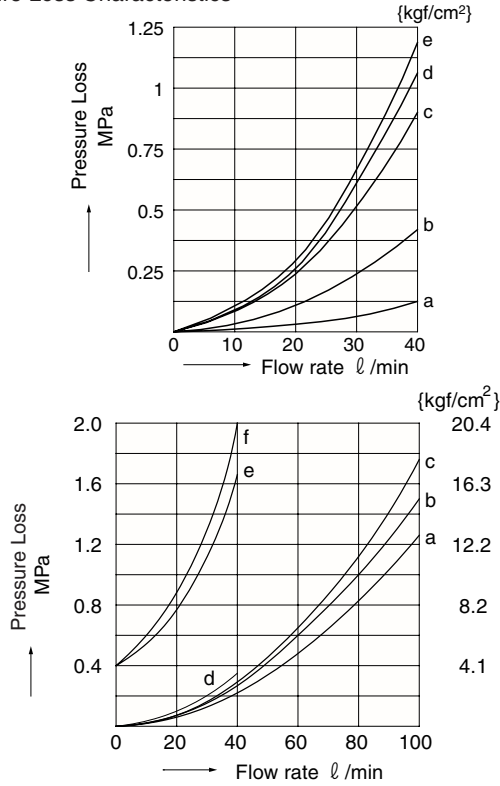 {kgf/cm²}
1.25
1
0.75
0.5
0.25
Pressure Loss
MPa
e
d
c
b
a
0 10 20 30 40
Flow rate ℓ /min
{kgf/cm²}
2.0
1.6
1.2
0.8
0.4
Pressure Loss
MPa
f
e
d
c
b
a
20.4
16.3
12.2
8.2
4.1
0 20 40 60 80 100
Flow rate ℓ /min